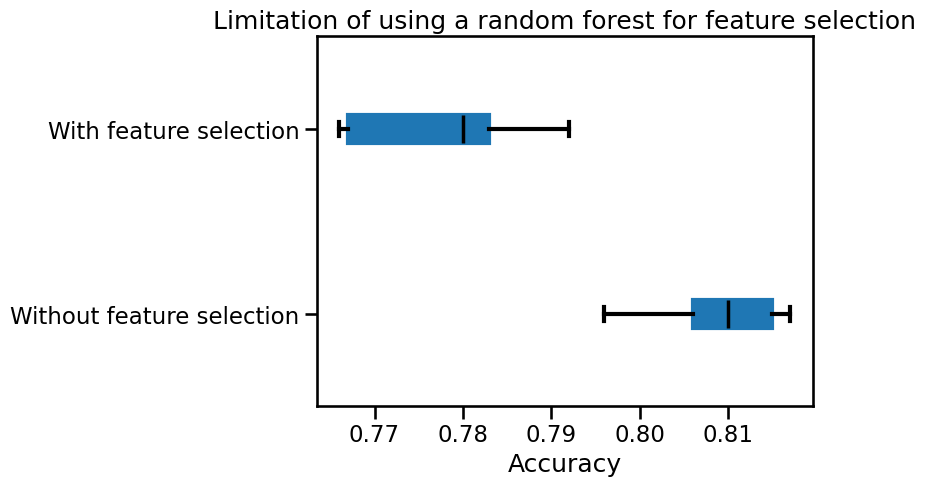 Limitation of using a random forest for feature selection
With feature selection
Without feature selection
0.77 0.78 0.79 0.80 0.81
Accuracy